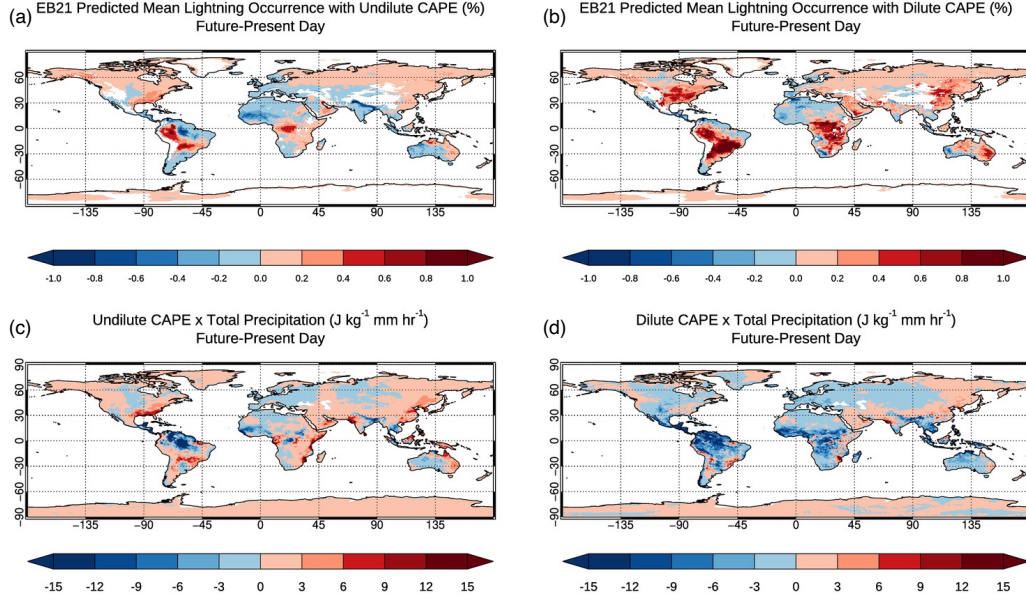 (a)
EB21 Predicted Mean Lightning Occurrence with Undilute CAPE (%)
Future-Present Day
60
30
0
−30
−60
−135 −90 −45 0 45 90 135
-1.0 -0.8 -0.6 -0.4 -0.2 0.0 0.2 0.4 0.6 0.8 1.0
(b)
EB21 Predicted Mean Lightning Occurrence with Dilute CAPE (%)
Future-Present Day
60
30
0
−30
−60
−135 −90 −45 0 45 90 135
-1.0 -0.8 -0.6 -0.4 -0.2 0.0 0.2 0.4 0.6 0.8 1.0
(c)
Undilute CAPE x Total Precipitation (J kg⁻¹ mm hr⁻¹)
Future-Present Day
90
60
30
0
−30
−60
−90
−135 −90 −45 0 45 90 135
-15 -12 -9 -6 -3 0 3 6 9 12 15
(d)
Dilute CAPE x Total Precipitation (J kg⁻¹ mm hr⁻¹)
Future-Present Day
90
60
30
0
−30
−60
−90
−135 −90 −45 0 45 90 135
-15 -12 -9 -6 -3 0 3 6 9 12 15